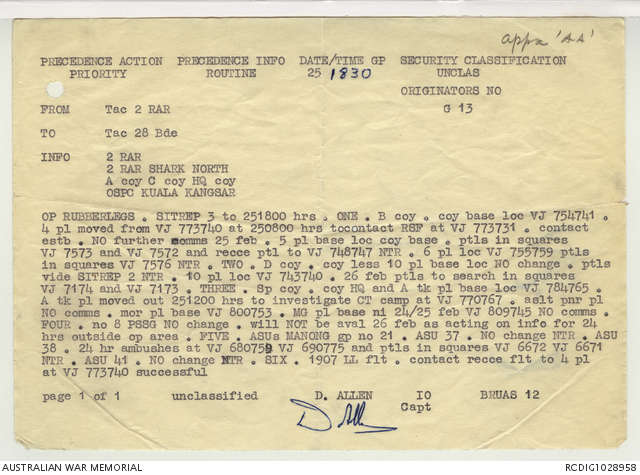 appx 'AA'
PRECEDENCE ACTION PRECEDENCE INFO DATE/TIME GP SECURITY CLASSIFICATION
PRIORITY ROUTINE 25 1830 UNCLAS
ORIGINATORS NO
FROM Tac 2 RAR G 13
TO Tac 28 Bde
INFO 2 RAR
2 RAR SHARK NORTH
A coy C coy HQ coy
OSPC KUALA KANGSAR
OP RUBBERLEGS . SITREP 3 to 251800 hrs . ONE . B coy . coy base loc VJ 754741 .
4 pl moved from VJ 773740 at 250800 hrs tocontact RSF at VJ 773731 . contact
estb . NO further comms 25 feb . 5 pl base loc coy base . ptls in squares
VJ 7573 and VJ 7572 and recce ptl to VJ 748747 NTR . 6 pl loc VJ 755759 ptls
in squares VJ 7576 NTR . TWO . D coy . coy less 10 pl base loc NO change . ptls
vide SITREP 2 NTR . 10 pl loc VJ 743740 . 26 feb ptls to search in squares
VJ 7174 and VJ 7173 . THREE . Sp coy . coy HQ and A tk pl base loc VJ 784765 .
A tk pl moved out 251200 hrs to investigate CT camp at VJ 770767 . aslt pnr pl
NO comms . mor pl base VJ 800753 . MG pl base ni 24/25 feb VJ 809745 NO comms .
FOUR . no 8 PSSG NO change . will NOT be aval 26 feb as acting on info for 24
hrs outside op area . FIVE . ASUs MANONG gp no 21 . ASU 37 . NO change NTR . ASU
38 . 24 hr ambushes at VJ 680759 VJ 690775 and ptls in squares VJ 6672 VJ 6671
NTR . ASU 41 . NO change NTR . SIX . 1907 LL flt . contact recce flt to 4 pl
at VJ 773740 successful
page 1 of 1 unclassified D. ALLEN IO BRUAS 12
Capt
D Allen
AUSTRALIAN WAR MEMORIAL RCDIG1028958